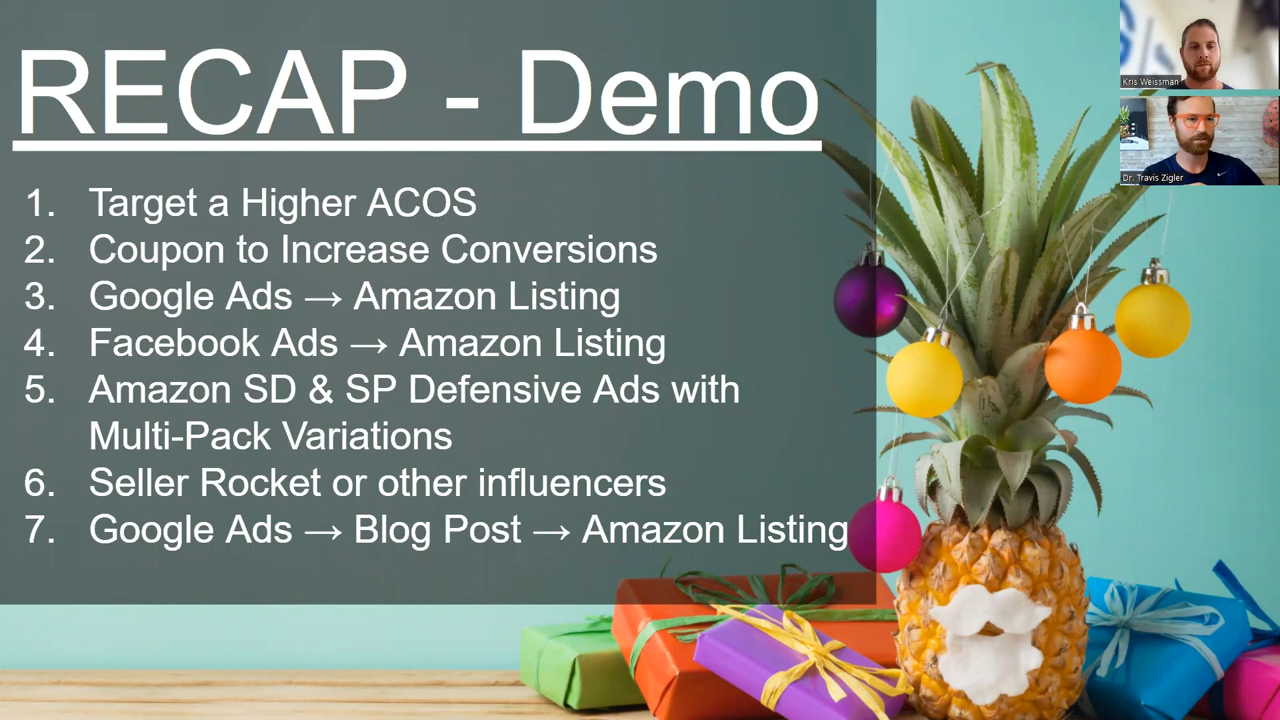 RECAP - Demo
1. Target a Higher ACOS
2. Coupon to Increase Conversions
3. Google Ads → Amazon Listing
4. Facebook Ads → Amazon Listing
5. Amazon SD & SP Defensive Ads with
Multi-Pack Variations
6. Seller Rocket or other influencers
7. Google Ads → Blog Post → Amazon Listing
Kris Weissman
Dr. Travis Zigler